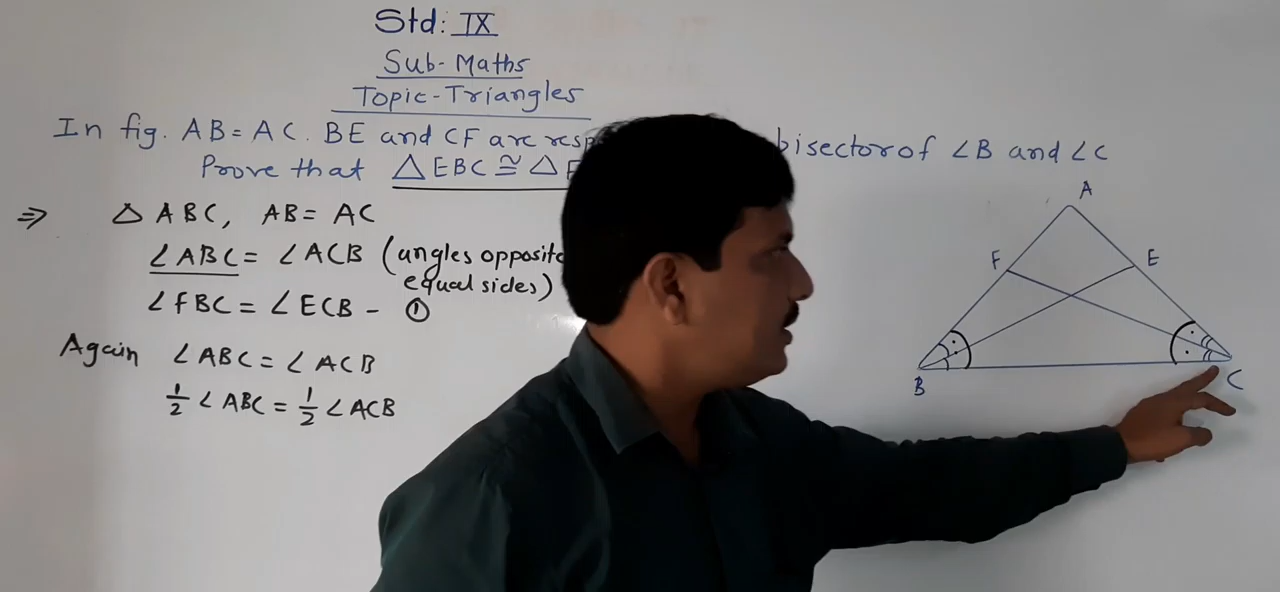 Std: IX
Sub- Maths
Topic-Triangles
In fig. AB = AC. BE and CF are bisector of ∠B and ∠C
Prove that △EBC ≅ △
⇒ △ ABC, AB = AC
∠ABC = ∠ACB (angles opposite
equal sides)
∠FBC = ∠ECB - ①
Again ∠ABC = ∠ACB
1/2 ∠ABC = 1/2 ∠ACB
A
F
E
B
C